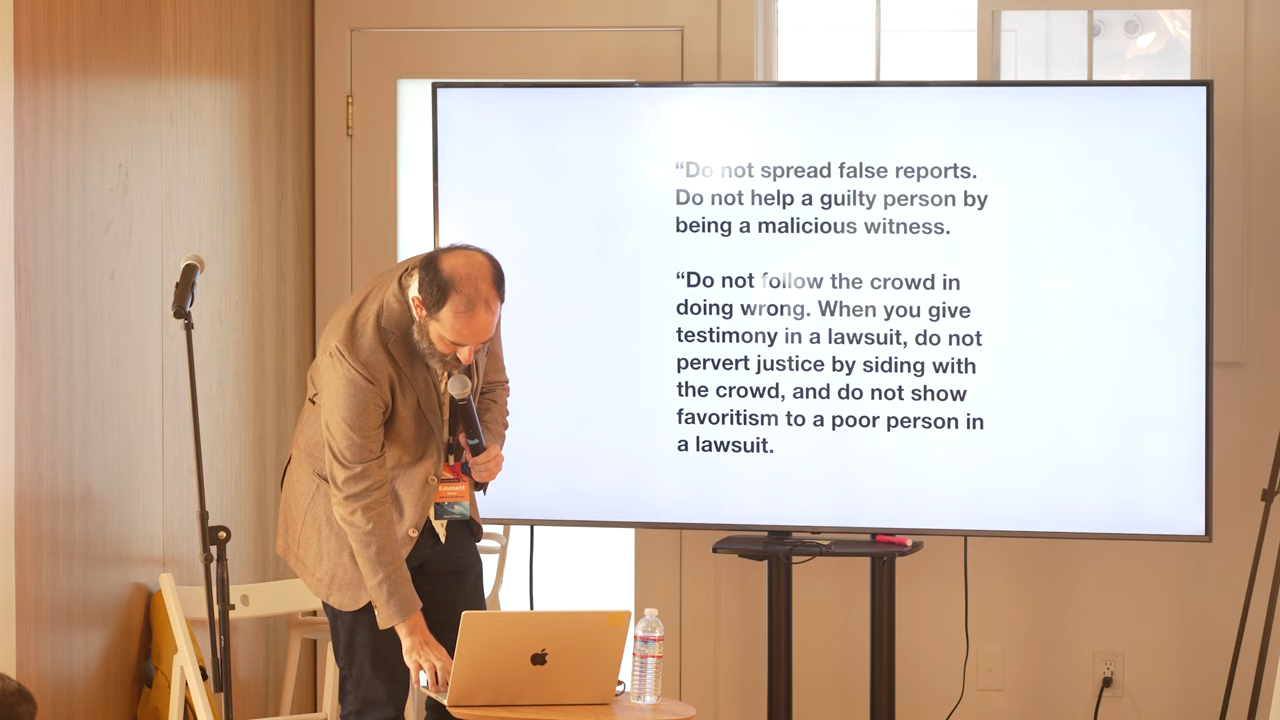 “Do not spread false reports.
Do not help a guilty person by
being a malicious witness.
“Do not follow the crowd in
doing wrong. When you give
testimony in a lawsuit, do not
pervert justice by siding with
the crowd, and do not show
favoritism to a poor person in
a lawsuit.
Emmett